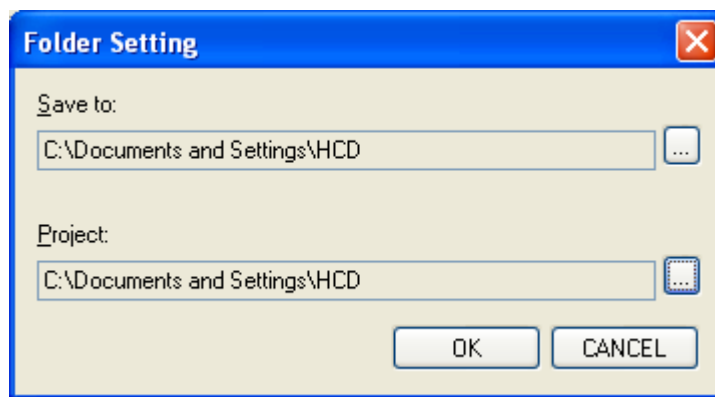 Folder Setting
Save to:
C:\Documents and Settings\HCD
...
Project:
C:\Documents and Settings\HCD
...
OK CANCEL